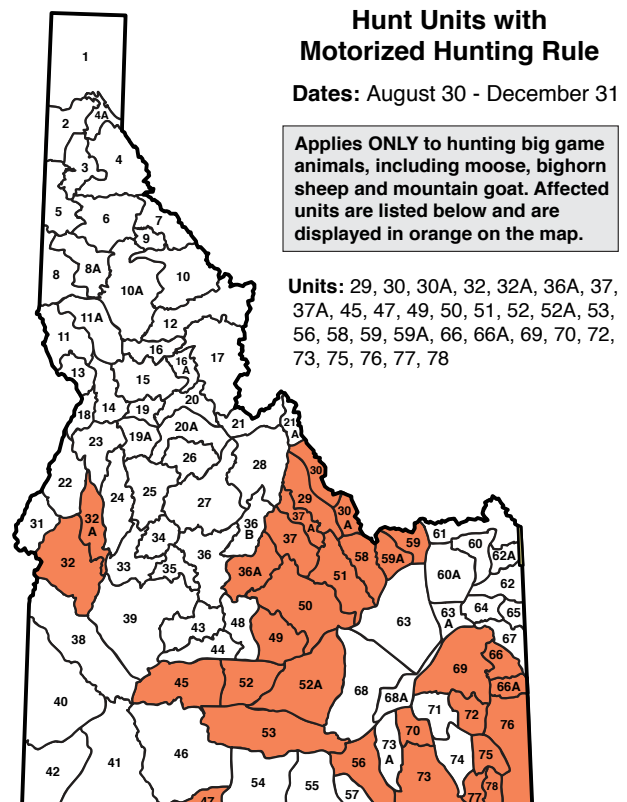 Hunt Units with
Motorized Hunting Rule
Dates: August 30 - December 31
Applies ONLY to hunting big game
animals, including moose, bighorn
sheep and mountain goat. Affected
units are listed below and are
displayed in orange on the map.
Units: 29, 30, 30A, 32, 32A, 36A, 37,
37A, 45, 47, 49, 50, 51, 52, 52A, 53,
56, 58, 59, 59A, 66, 66A, 69, 70, 72,
73, 75, 76, 77, 78
1
2
4A
3
4
5
6
7
9
8
8A
10A
10
11
11A
12
16
16
A
17
13
15
14
18
19
20
20A
21
21
A
23
19A
26
28
22
24
25
27
36
B
30
29
30
A
37
A
31
32
A
34
36
37
32
33
35
36A
58
51
59A
59
61
60
62A
60A
62
39
50
63
63
A
64
65
38
43
48
44
49
67
66
69
66A
45
52
52A
68
68A
40
71
72
76
53
70
73
A
74
75
46
41
56
73
42
54
55
57
78
77
47